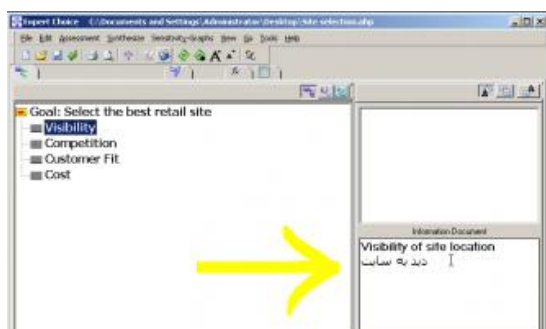 Expert Choice C:\Documents and Settings\Administrator\Desktop\Site selection.ahp
File Edit Assessment Synthesize Sensitivity-Graphs View Go Tools Help
Goal: Select the best retail site
Visibility
Competition
Customer Fit
Cost
Information Document
Visibility of site location
دید به سایت